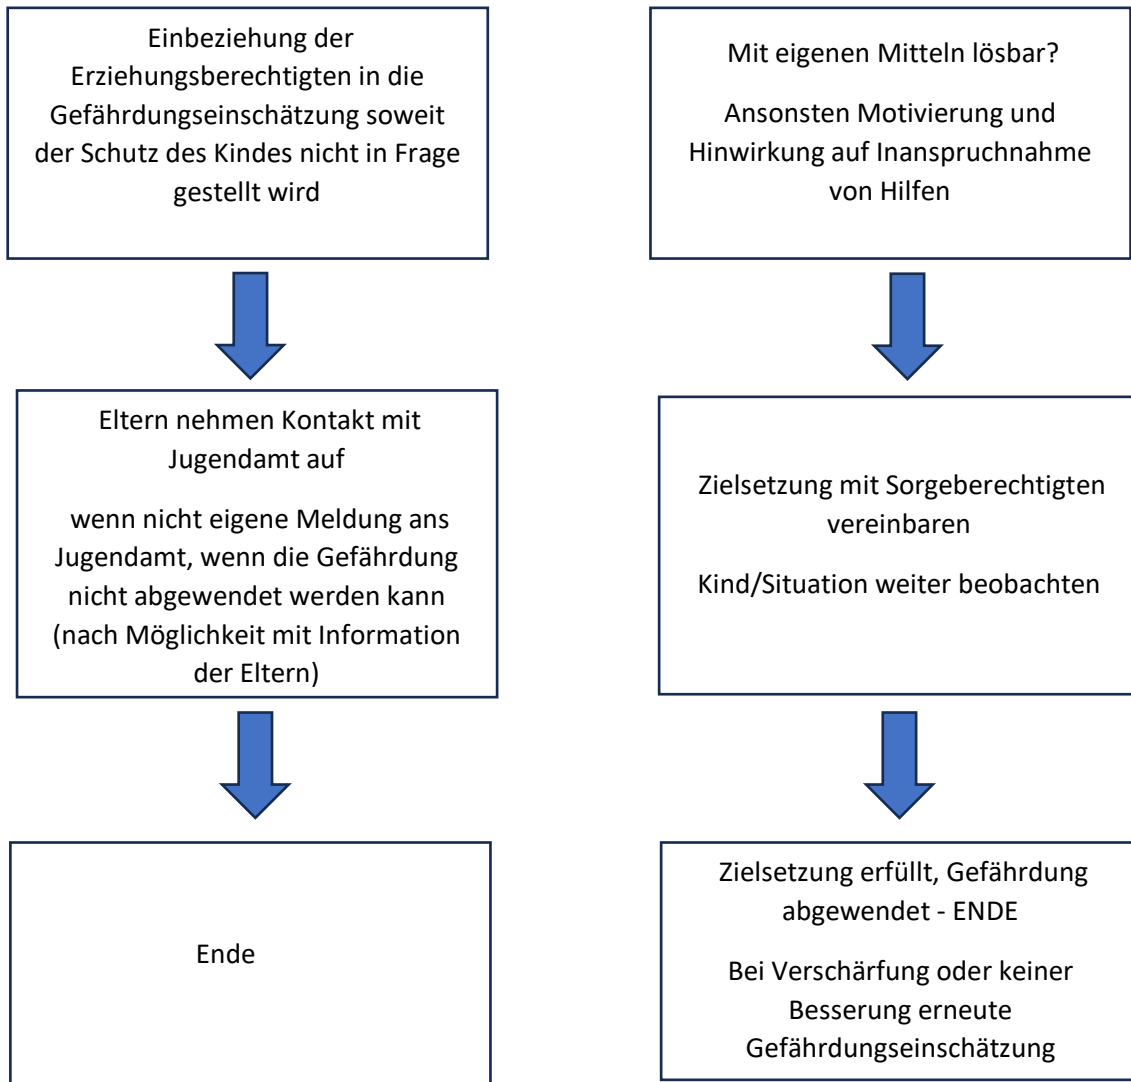 Einbeziehung der
Erziehungsberechtigten in die
Gefährdungseinschätzung soweit
der Schutz des Kindes nicht in Frage
gestellt wird
Eltern nehmen Kontakt mit
Jugendamt auf
wenn nicht eigene Meldung ans
Jugendamt, wenn die Gefährdung
nicht abgewendet werden kann
(nach Möglichkeit mit Information
der Eltern)
Ende
Mit eigenen Mitteln lösbar?
Ansonsten Motivierung und
Hinwirkung auf Inanspruchnahme
von Hilfen
Zielsetzung mit Sorgeberechtigten
vereinbaren
Kind/Situation weiter beobachten
Zielsetzung erfüllt, Gefährdung
abgewendet - ENDE
Bei Verschärfung oder keiner
Besserung erneute
Gefährdungseinschätzung